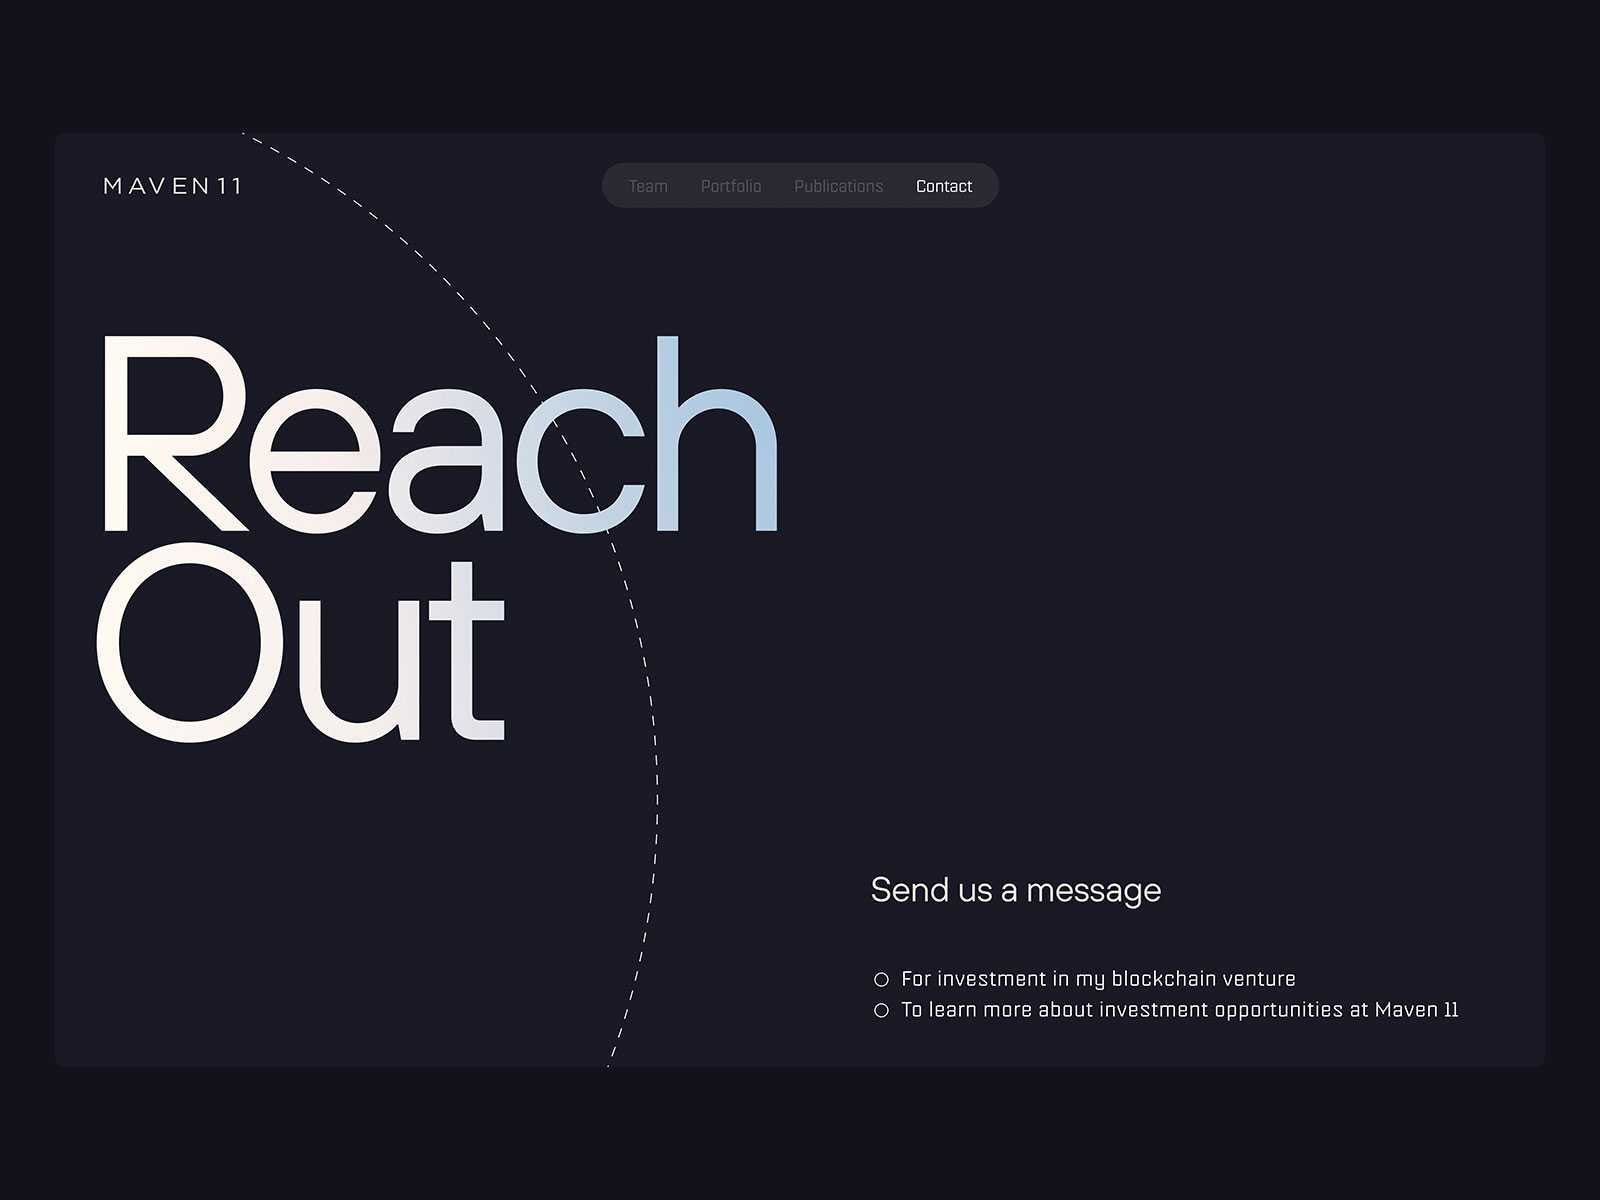 MAVEN11
Team Portfolio Publications Contact
Reach
Out
Send us a message
For investment in my blockchain venture
To learn more about investment opportunities at Maven 11